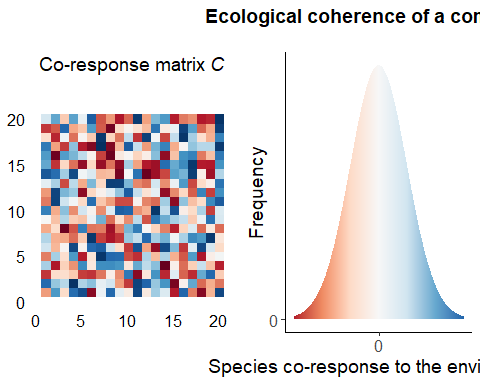 Ecological coherence of a cor
Co-response matrix C
20
15
10
5
0
0 5 10 15 20
Frequency
0
0
Species co-response to the envi